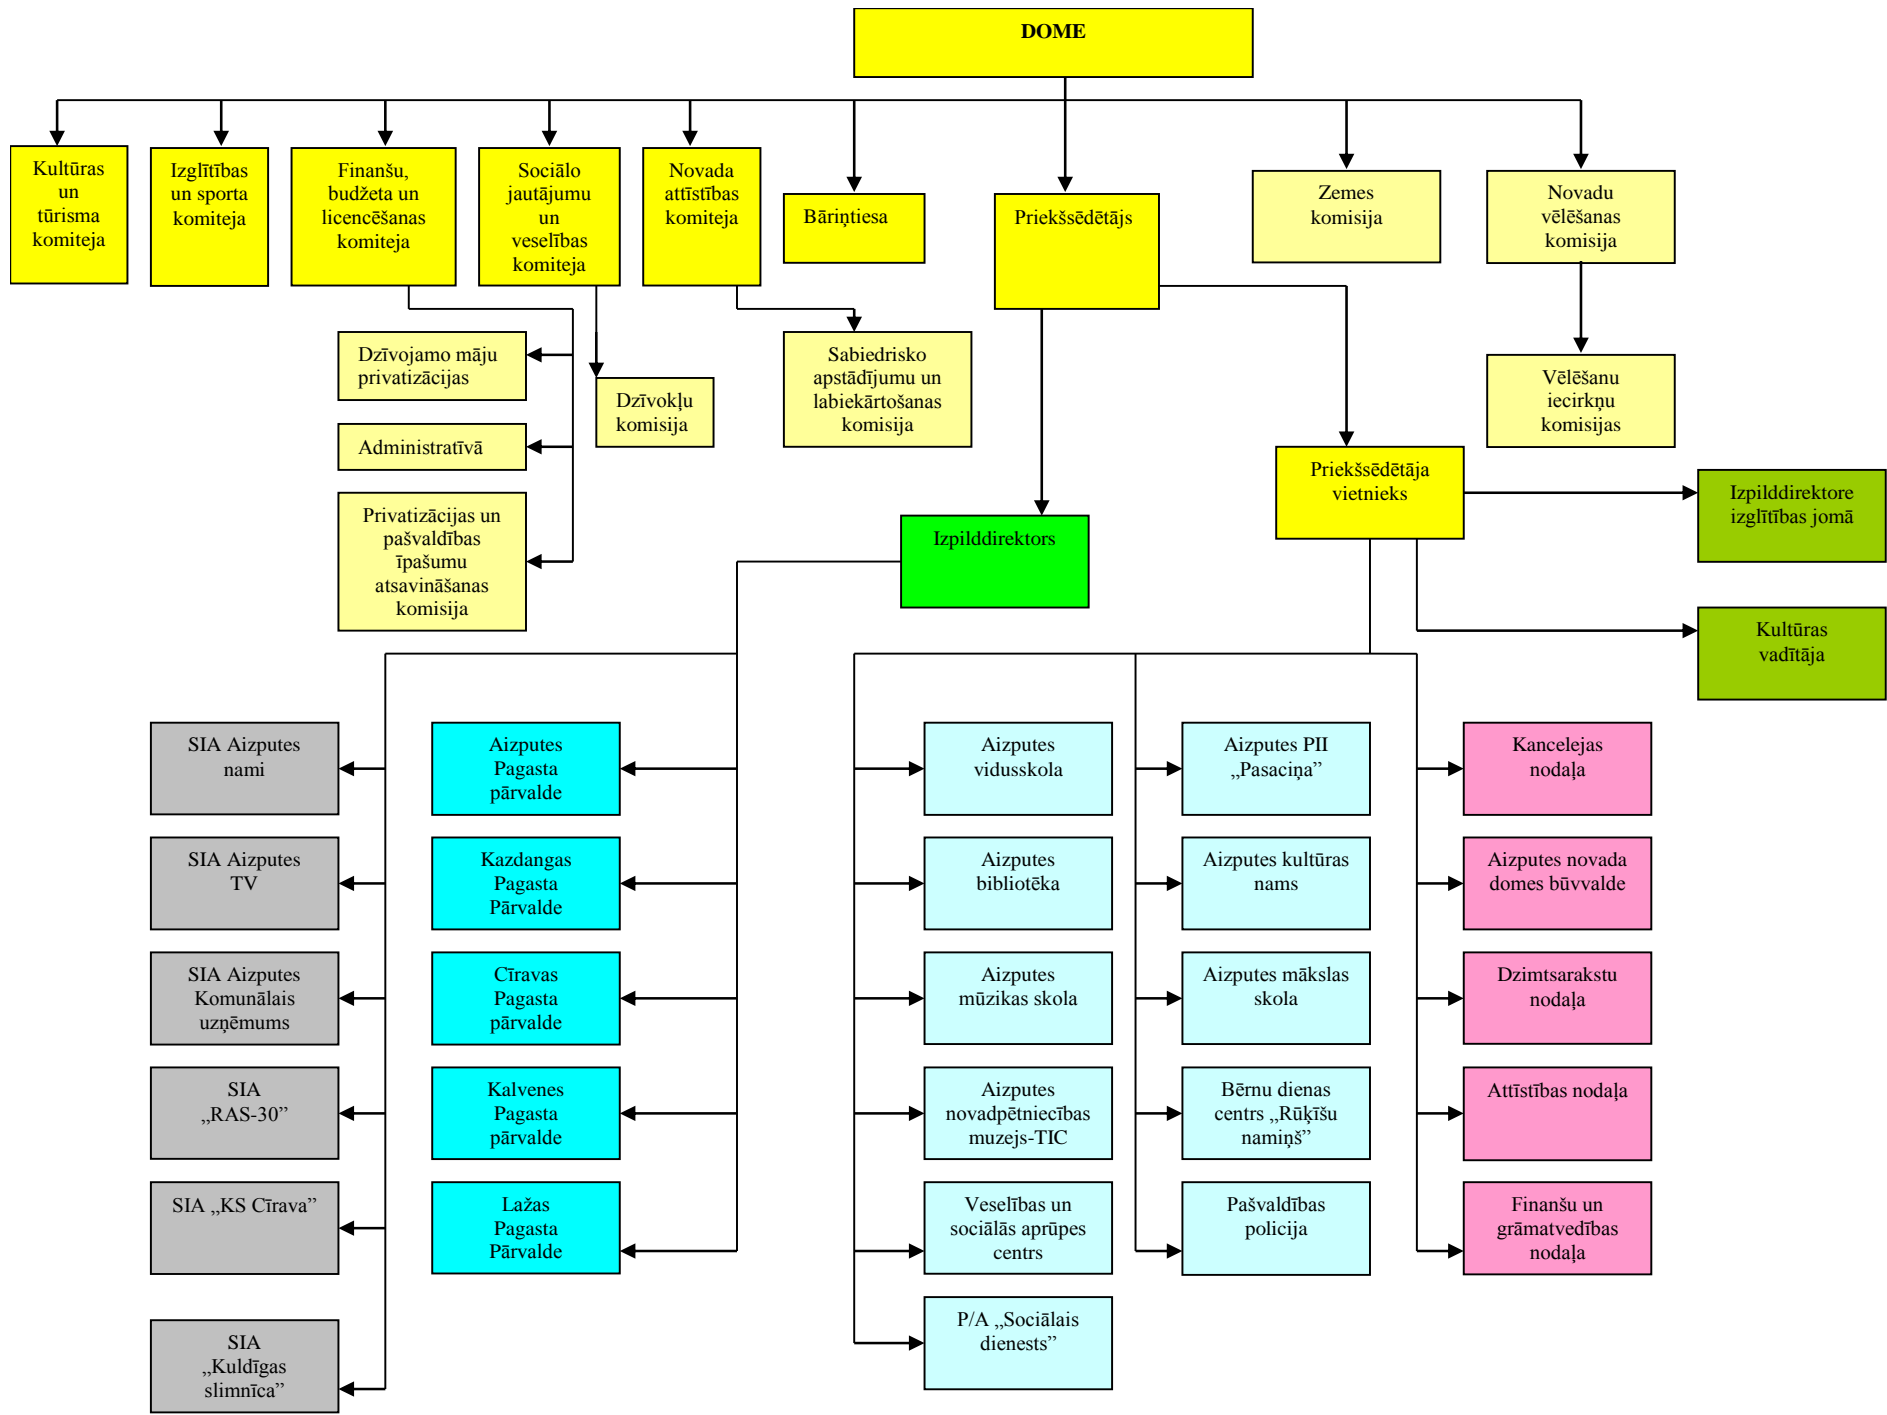 DOME
Kultūras
un
tūrisma
komiteja
Izglītības
un sporta
komiteja
Finanšu,
budžeta un
licencēšanas
komiteja
Sociālo
jautājumu
un
veselības
komiteja
Novada
attīstības
komiteja
Bāriņtiesa
Priekšsēdētājs
Zemes
komisija
Novadu
vēlēšanas
komisija
Dzīvojamo māju
privatizācijas
Administratīvā
Privatizācijas un
pašvaldības
īpašumu
atsavināšanas
komisija
Dzīvokļu
komisija
Sabiedrisko
apstādījumu un
labiekārtošanas
komisija
Vēlēšanu
iecirkņu
komisijas
Priekšsēdētāja
vietnieks
Izpilddirektore
izglītības jomā
Izpilddirektors
Kultūras
vadītāja
SIA Aizputes
nami
SIA Aizputes
TV
SIA Aizputes
Komunālais
uzņēmums
SIA
„RAS-30”
SIA „KS Cīrava”
SIA
„Kuldīgas
slimnīca”
Aizputes
Pagasta
pārvalde
Kazdangas
Pagasta
Pārvalde
Cīravas
Pagasta
pārvalde
Kalvenes
Pagasta
pārvalde
Lažas
Pagasta
Pārvalde
Aizputes
vidusskola
Aizputes
bibliotēka
Aizputes
mūzikas skola
Aizputes
novadpētniecības
muzejs-TIC
Veselības un
sociālās aprūpes
centrs
P/A „Sociālais
dienests”
Aizputes PII
„Pasaciņa”
Aizputes kultūras
nams
Aizputes mākslas
skola
Bērnu dienas
centrs „Rūķīšu
namiņš”
Pašvaldības
policija
Kancelejas
nodaļa
Aizputes novada
domes būvvalde
Dzimtsarakstu
nodaļa
Attīstības nodaļa
Finanšu un
grāmatvedības
nodaļa